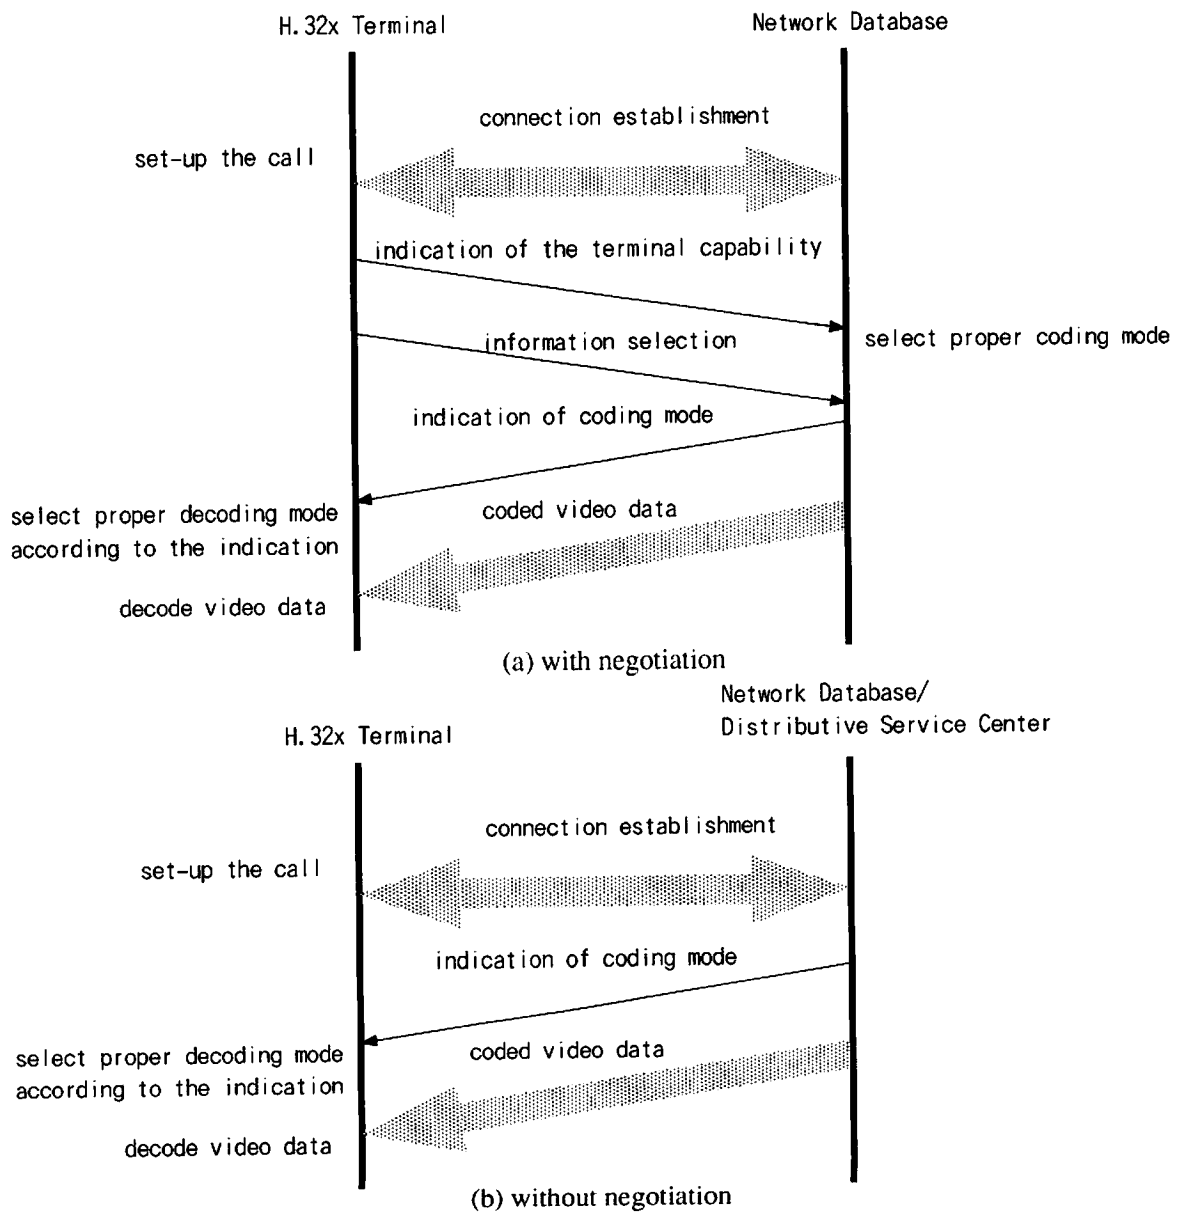 H.32x Terminal
Network Database
connection establishment
set-up the call
indication of the terminal capability
information selection
select proper coding mode
indication of coding mode
select proper decoding mode
according to the indication
coded video data
decode video data
(a) with negotiation
Network Database/
Distributive Service Center
H.32x Terminal
connection establishment
set-up the call
indication of coding mode
select proper decoding mode
according to the indication
coded video data
decode video data
(b) without negotiation